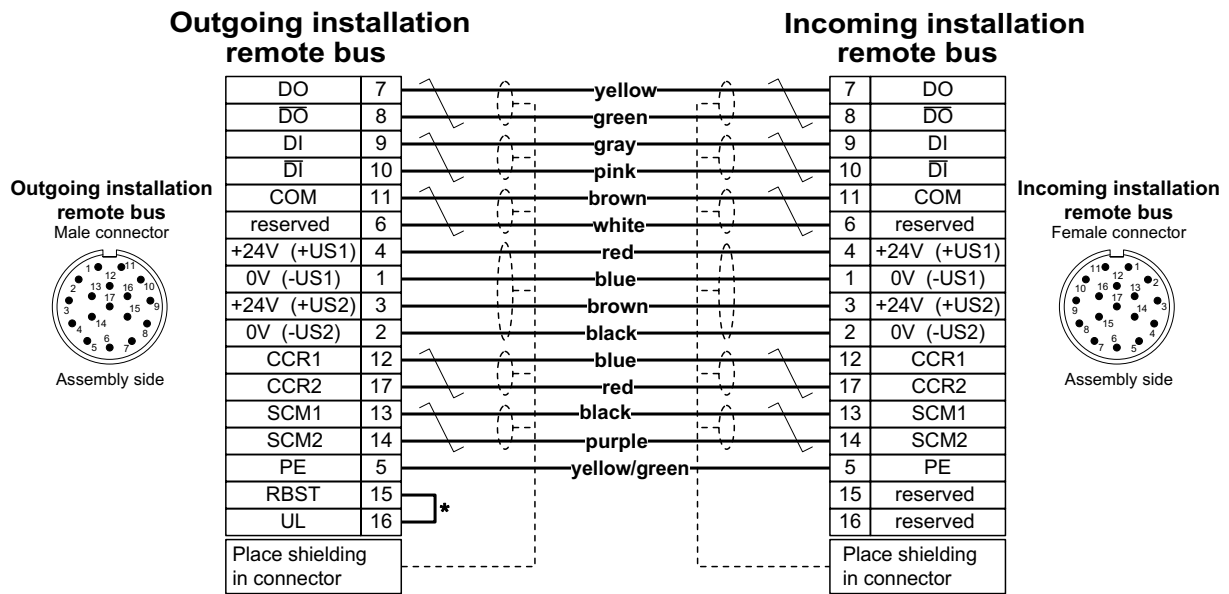 Outgoing installation
remote bus
Incoming installation
remote bus
DO 7 yellow 7 DO
D̅O̅ 8 green 8 D̅O̅
DI 9 gray 9 DI
D̅I̅ 10 pink 10 D̅I̅
COM 11 brown 11 COM
reserved 6 white 6 reserved
+24V (+US1) 4 red 4 +24V (+US1)
0V (-US1) 1 blue 1 0V (-US1)
+24V (+US2) 3 brown 3 +24V (+US2)
0V (-US2) 2 black 2 0V (-US2)
CCR1 12 blue 12 CCR1
CCR2 17 red 17 CCR2
SCM1 13 black 13 SCM1
SCM2 14 purple 14 SCM2
PE 5 yellow/green 5 PE
RBST 15 * 15 reserved
UL 16 16 reserved
Place shielding
in connector
Place shielding
in connector
Outgoing installation
remote bus
Male connector
1 11
12
2 13 16 10
17
3 15 9
14
4 8
5 6 7
Assembly side
Incoming installation
remote bus
Female connector
11 1
12
10 16 13 2
17
9 14 3
15
8 4
7 6 5
Assembly side